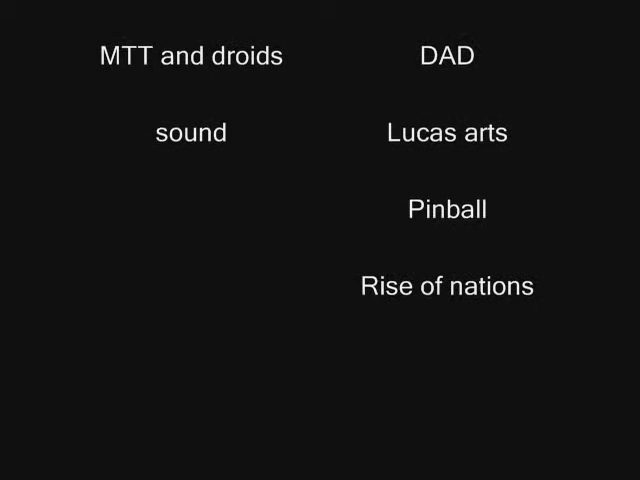 MTT and droids DAD
sound Lucas arts
Pinball
Rise of nations